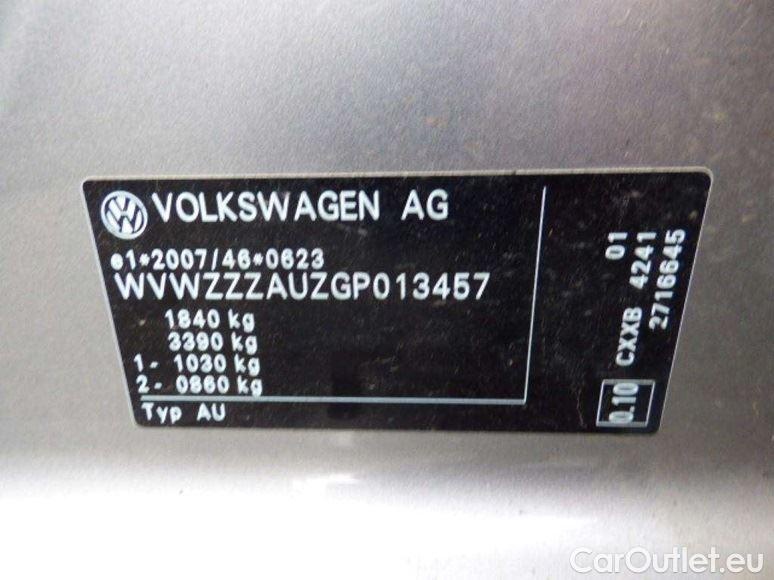 VOLKSWAGEN AG
e1*2007/46*0623
WVWZZZAUZGP013457
1840 kg
3390 kg
1 - 1030 kg
2 - 0860 kg
Typ AU
01
CXXB 4241
2716645
0.10
CarOutlet.eu